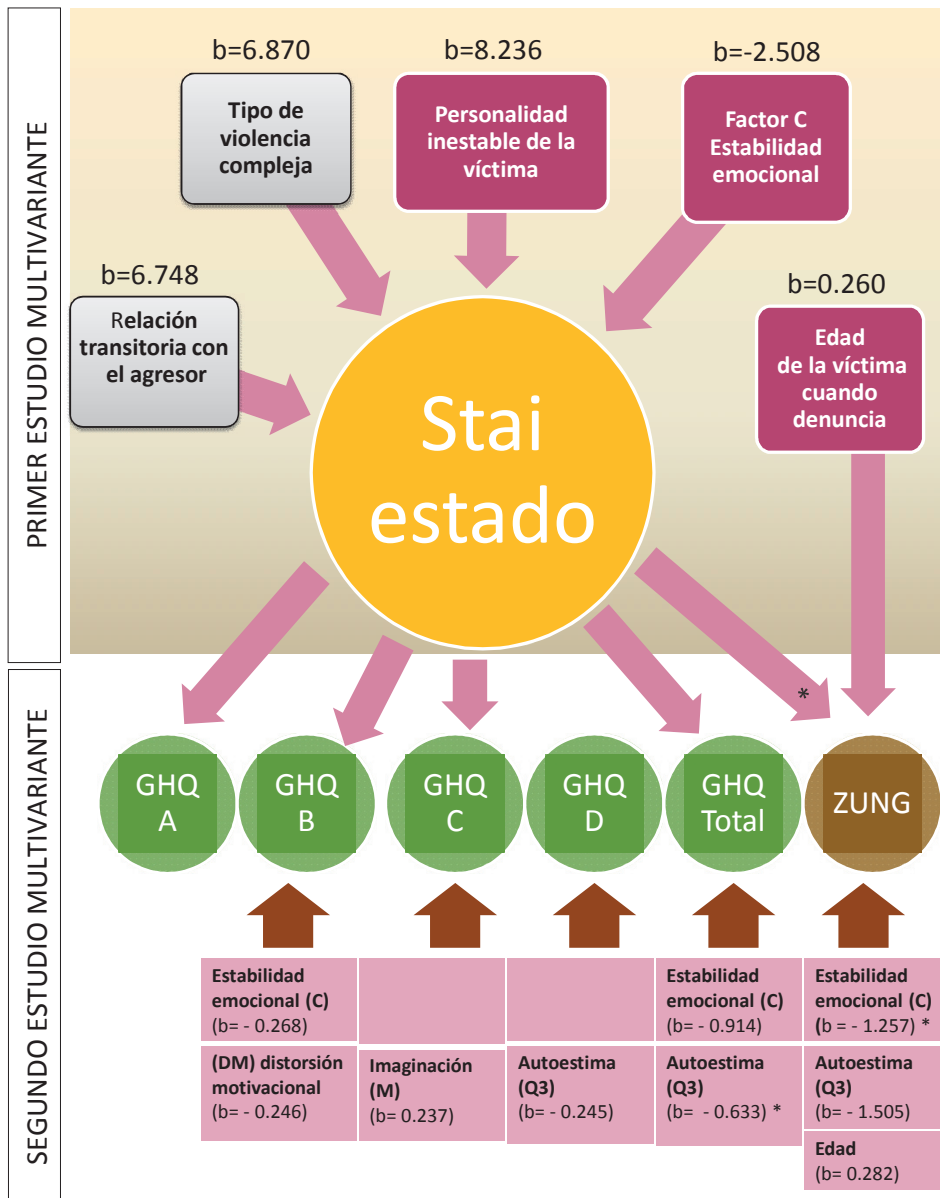 PRIMER ESTUDIO MULTIVARIANTE
b=6.870
Tipo de
violencia
compleja
b=8.236
Personalidad
inestable de la
víctima
b=-2.508
Factor C
Estabilidad
emocional
b=6.748
Relación
transitoria con
el agresor
b=0.260
Edad
de la víctima
cuando
denuncia
Stai
estado
*
SEGUNDO ESTUDIO MULTIVARIANTE
GHQ
A
GHQ
B
GHQ
C
GHQ
D
GHQ
Total
ZUNG
Estabilidad
emocional (C)
(b= - 0.268)
Estabilidad
emocional (C)
(b= - 0.914)
Estabilidad
emocional (C)
(b = - 1.257) *
(DM) distorsión
motivacional
(b= - 0.246)
Imaginación
(M)
(b= 0.237)
Autoestima
(Q3)
(b= - 0.245)
Autoestima
(Q3)
(b= - 0.633) *
Autoestima
(Q3)
(b= - 1.505)
Edad
(b= 0.282)